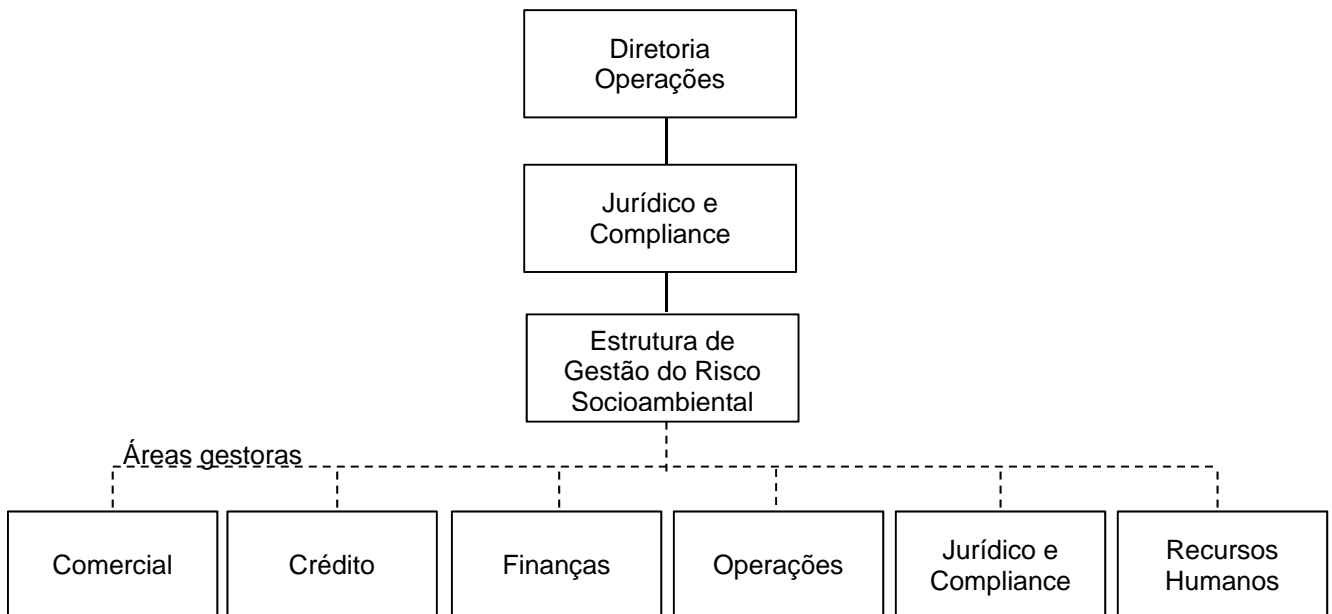 Diretoria
Operações
Jurídico e
Compliance
Estrutura de
Gestão do Risco
Socioambiental
Áreas gestoras
Comercial
Crédito
Finanças
Operações
Jurídico e
Compliance
Recursos
Humanos